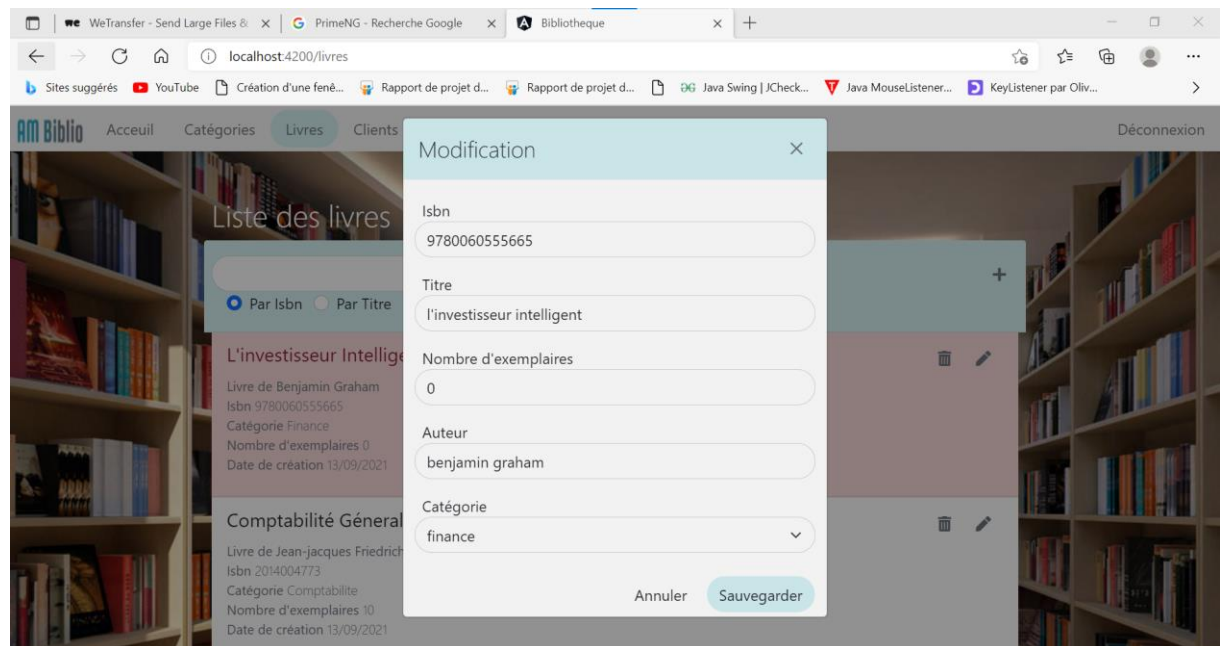 WeTransfer - Send Large Files &
PrimeNG - Recherche Google
Bibliotheque
localhost:4200/livres
Sites suggérés
YouTube
Création d'une fenê...
Rapport de projet d...
Rapport de projet d...
Java Swing | JCheck...
Java MouseListener...
KeyListener par Oliv...
AM Biblio
Acceuil
Catégories
Livres
Clients
Déconnexion
Liste des livres
Par Isbn
Par Titre
L'investisseur Intellige
Livre de Benjamin Graham
Isbn 9780060555665
Catégorie Finance
Nombre d'exemplaires 0
Date de création 13/09/2021
Comptabilité Géneral
Livre de Jean-jacques Friedrich
Isbn 2014004773
Catégorie Comptabilite
Nombre d'exemplaires 10
Date de création 13/09/2021
Modification
Isbn
9780060555665
Titre
l'investisseur intelligent
Nombre d'exemplaires
0
Auteur
benjamin graham
Catégorie
finance
Annuler
Sauvegarder